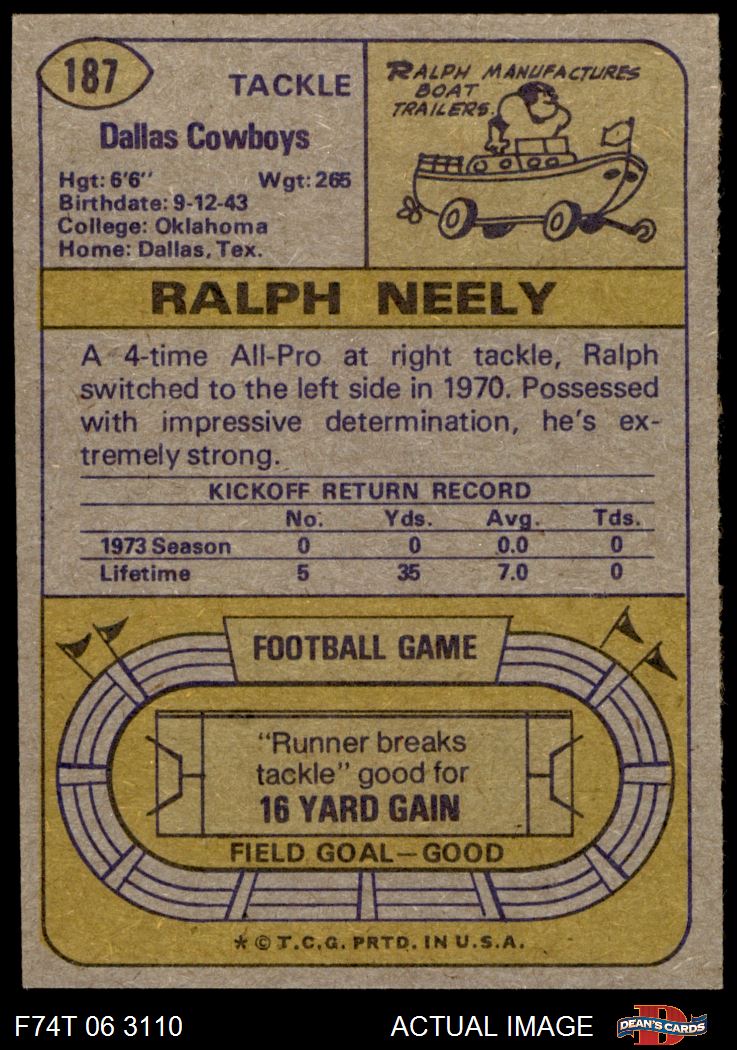 187
TACKLE
Dallas Cowboys
Hgt: 6'6" Wgt: 265
Birthdate: 9-12-43
College: Oklahoma
Home: Dallas, Tex.
RALPH MANUFACTURES
BOAT
TRAILERS.
RALPH NEELY
A 4-time All-Pro at right tackle, Ralph
switched to the left side in 1970. Possessed
with impressive determination, he's ex-
tremely strong.
KICKOFF RETURN RECORD
No. Yds. Avg. Tds.
1973 Season 0 0 0.0 0
Lifetime 5 35 7.0 0
FOOTBALL GAME
"Runner breaks
tackle" good for
16 YARD GAIN
FIELD GOAL—GOOD
* © T.C.G. PRTD. IN U.S.A.
F74T 06 3110 ACTUAL IMAGE
D
DEAN'S CARDS